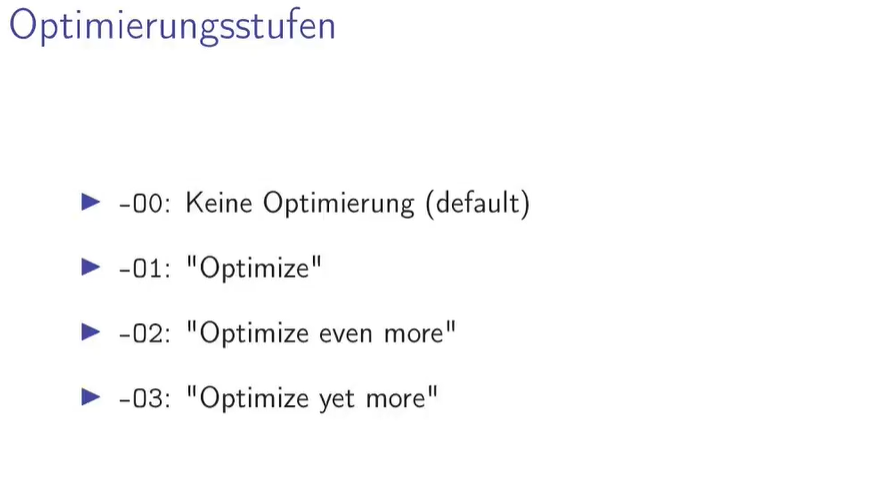 Optimierungsstufen
▶ -O0: Keine Optimierung (default)
▶ -O1: "Optimize"
▶ -O2: "Optimize even more"
▶ -O3: "Optimize yet more"